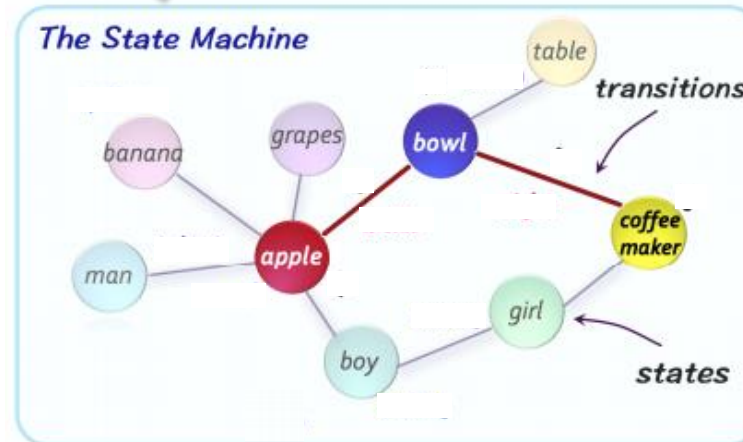 The State Machine
table
transitions
grapes
bowl
banana
coffee
maker
apple
man
girl
boy
states